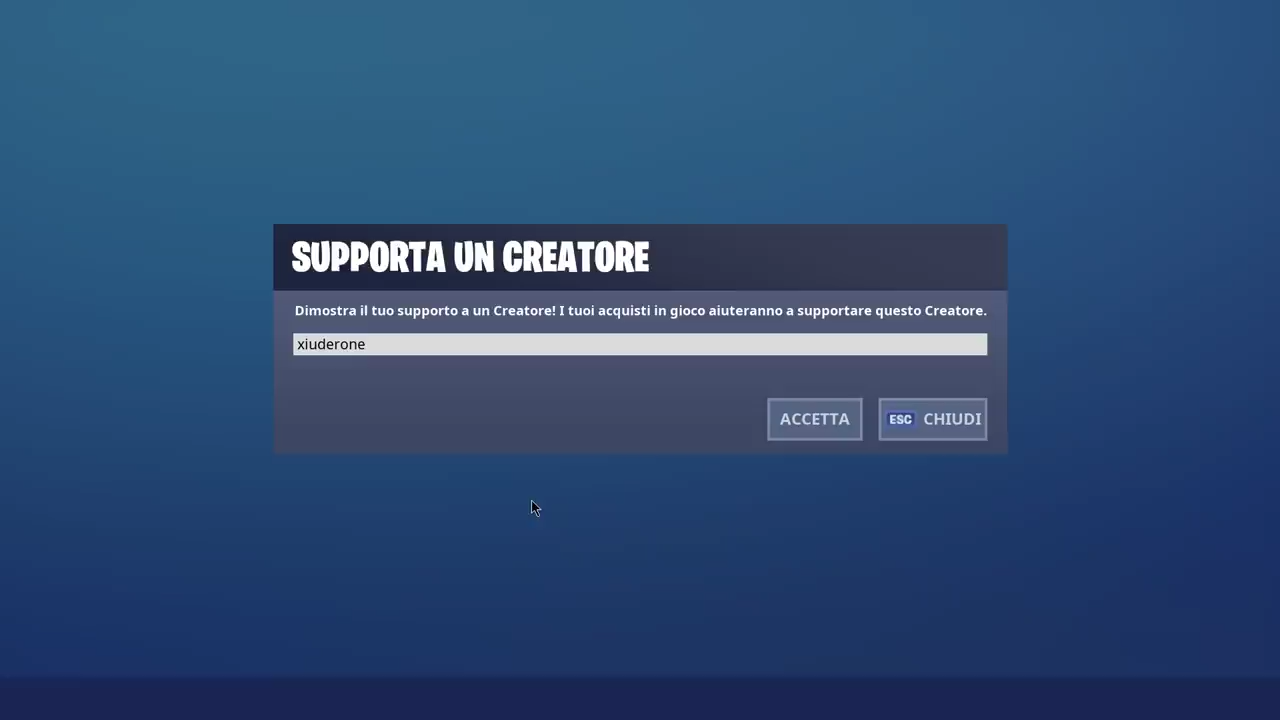 SUPPORTA UN CREATORE
Dimostra il tuo supporto a un Creatore! I tuoi acquisti in gioco aiuteranno a supportare questo Creatore.
xiuderone
ACCETTA
ESC CHIUDI